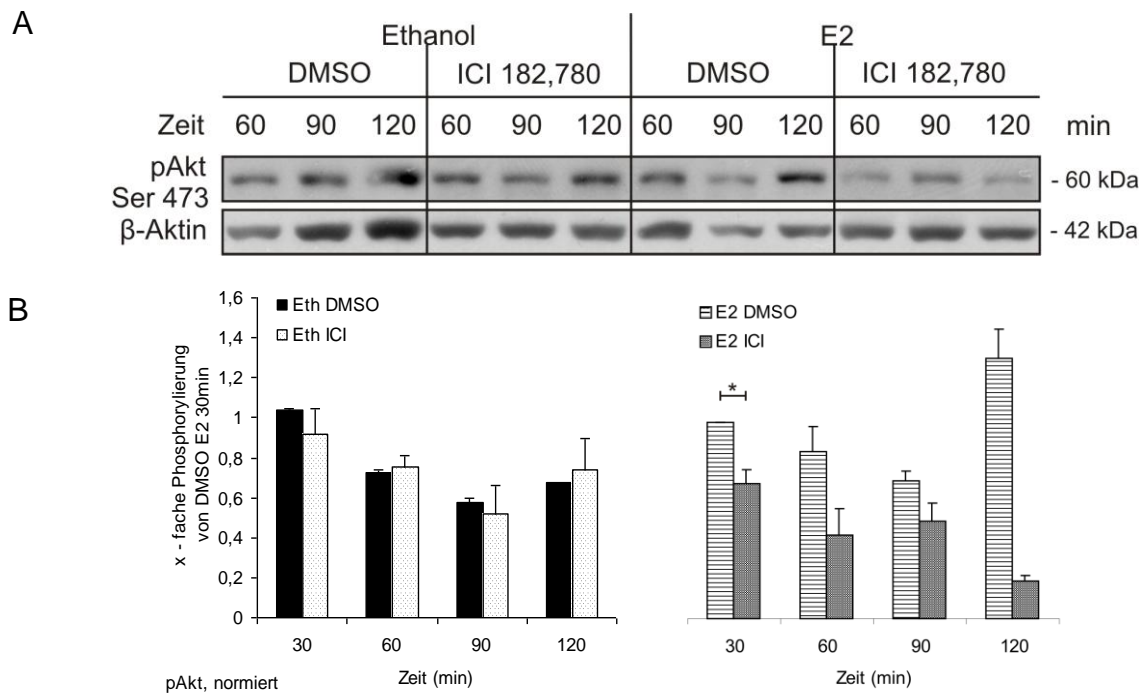 A
Ethanol E2
DMSO ICI 182,780 DMSO ICI 182,780
Zeit 60 90 120 60 90 120 60 90 120 60 90 120 min
pAkt
Ser 473
- 60 kDa
β-Aktin - 42 kDa
B
x - fache Phosphorylierung
von DMSO E2 30min
1,6
1,4
1,2
1
0,8
0,6
0,4
0,2
0
Eth DMSO
Eth ICI
30 60 90 120
Zeit (min)
pAkt, normiert
E2 DMSO
E2 ICI
*
30 60 90 120
Zeit (min)